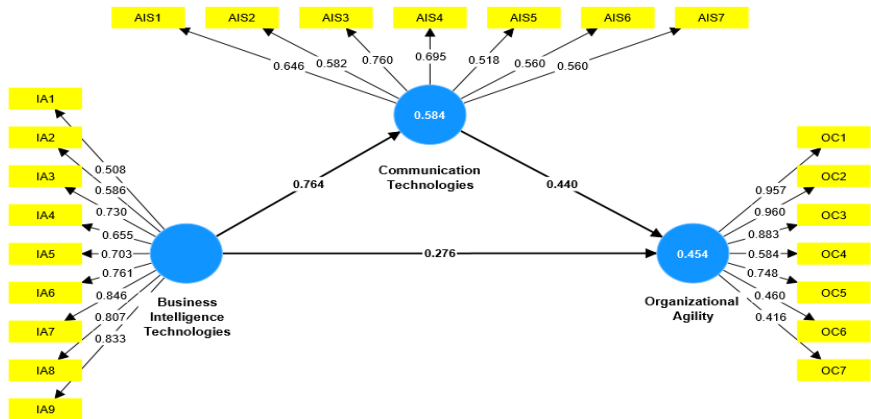 AIS1 AIS2 AIS3 AIS4 AIS5 AIS6 AIS7
0.646 0.582 0.760 0.695 0.518 0.560 0.560
0.584
Communication
Technologies
IA1
IA2
IA3
IA4
IA5
IA6
IA7
IA8
IA9
0.508
0.586
0.730
0.655
0.703
0.761
0.846
0.807
0.833
Business
Intelligence
Technologies
0.764
0.440
0.276
0.454
Organizational
Agility
0.957
0.960
0.883
0.584
0.748
0.460
0.416
OC1
OC2
OC3
OC4
OC5
OC6
OC7